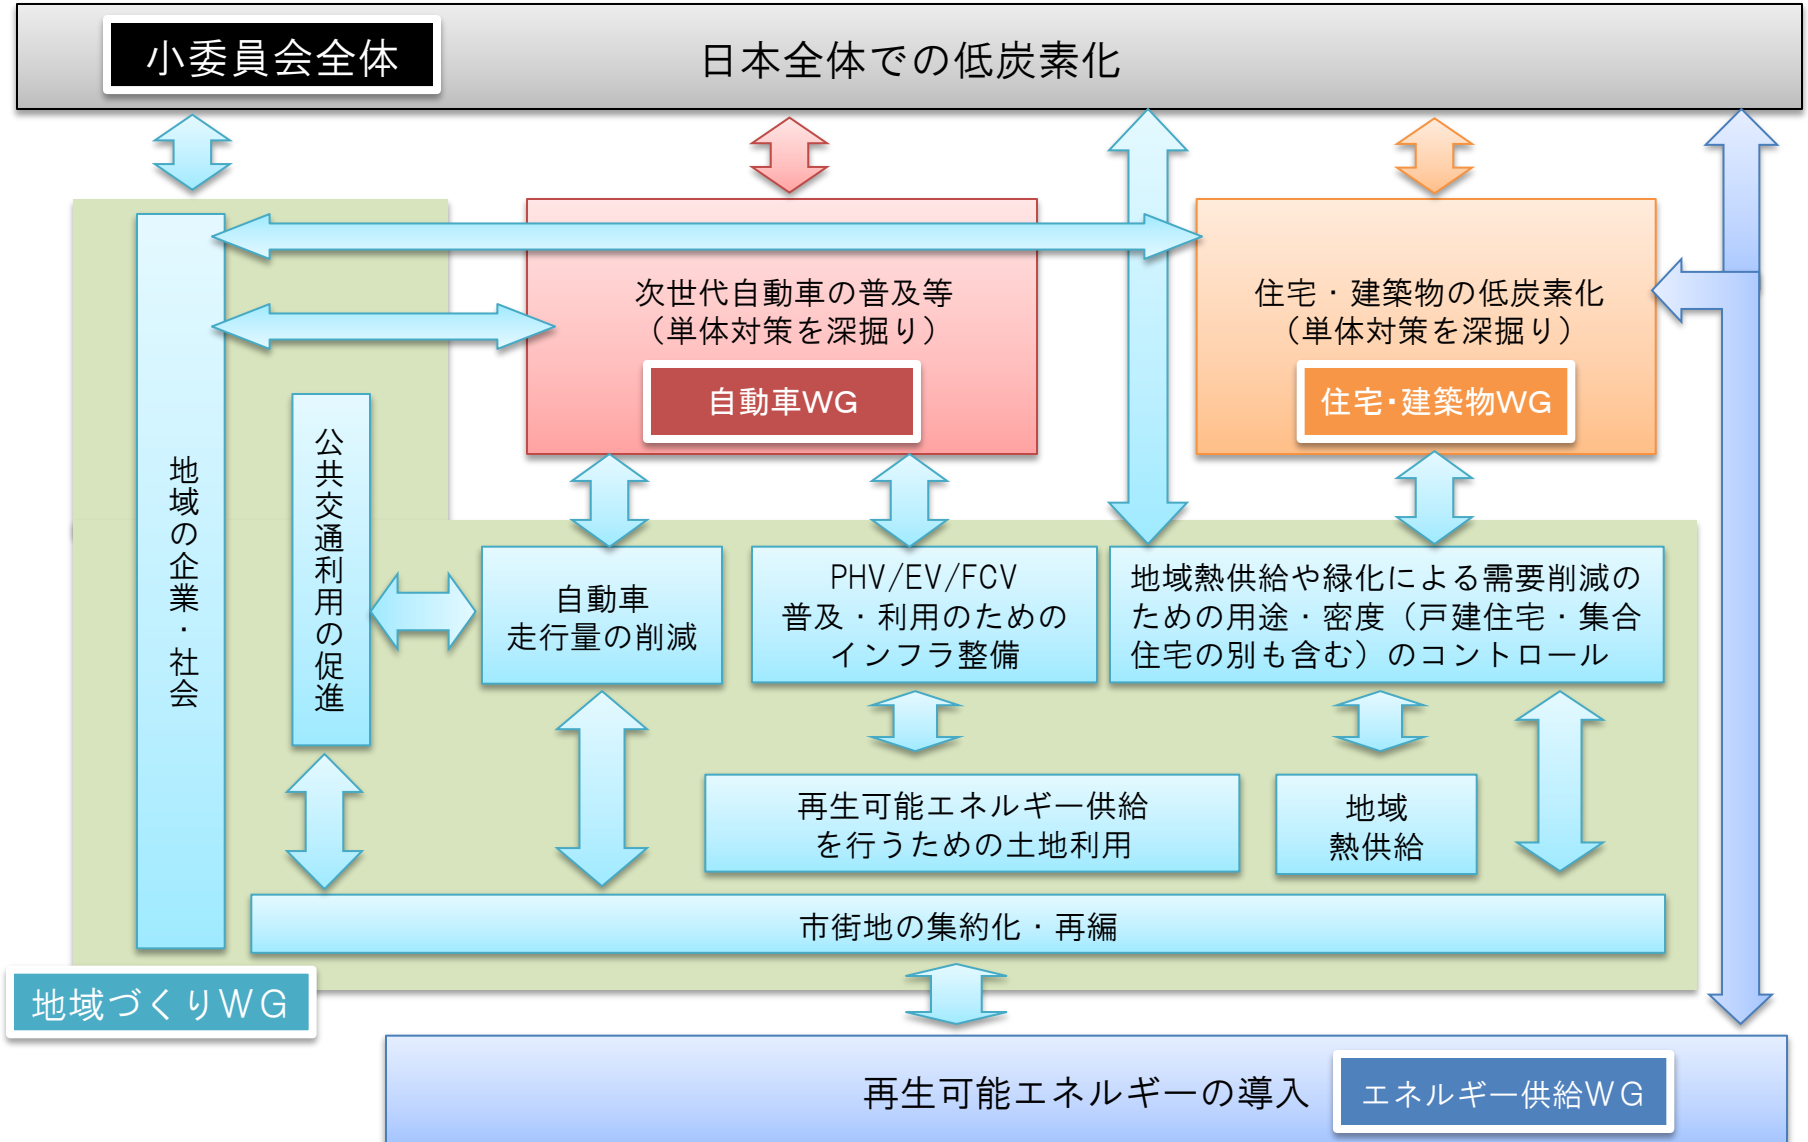 小委員会全体
日本全体での低炭素化
次世代自動車の普及等
（単体対策を深掘り）
自動車WG
住宅・建築物の低炭素化
（単体対策を深掘り）
住宅・建築物WG
地域の企業・社会
公共交通利用の促進
自動車
走行量の削減
PHV/EV/FCV
普及・利用のための
インフラ整備
地域熱供給や緑化による需要削減の
ための用途・密度（戸建住宅・集合
住宅の別も含む）のコントロール
再生可能エネルギー供給
を行うための土地利用
地域
熱供給
市街地の集約化・再編
地域づくりＷＧ
再生可能エネルギーの導入
エネルギー供給ＷＧ